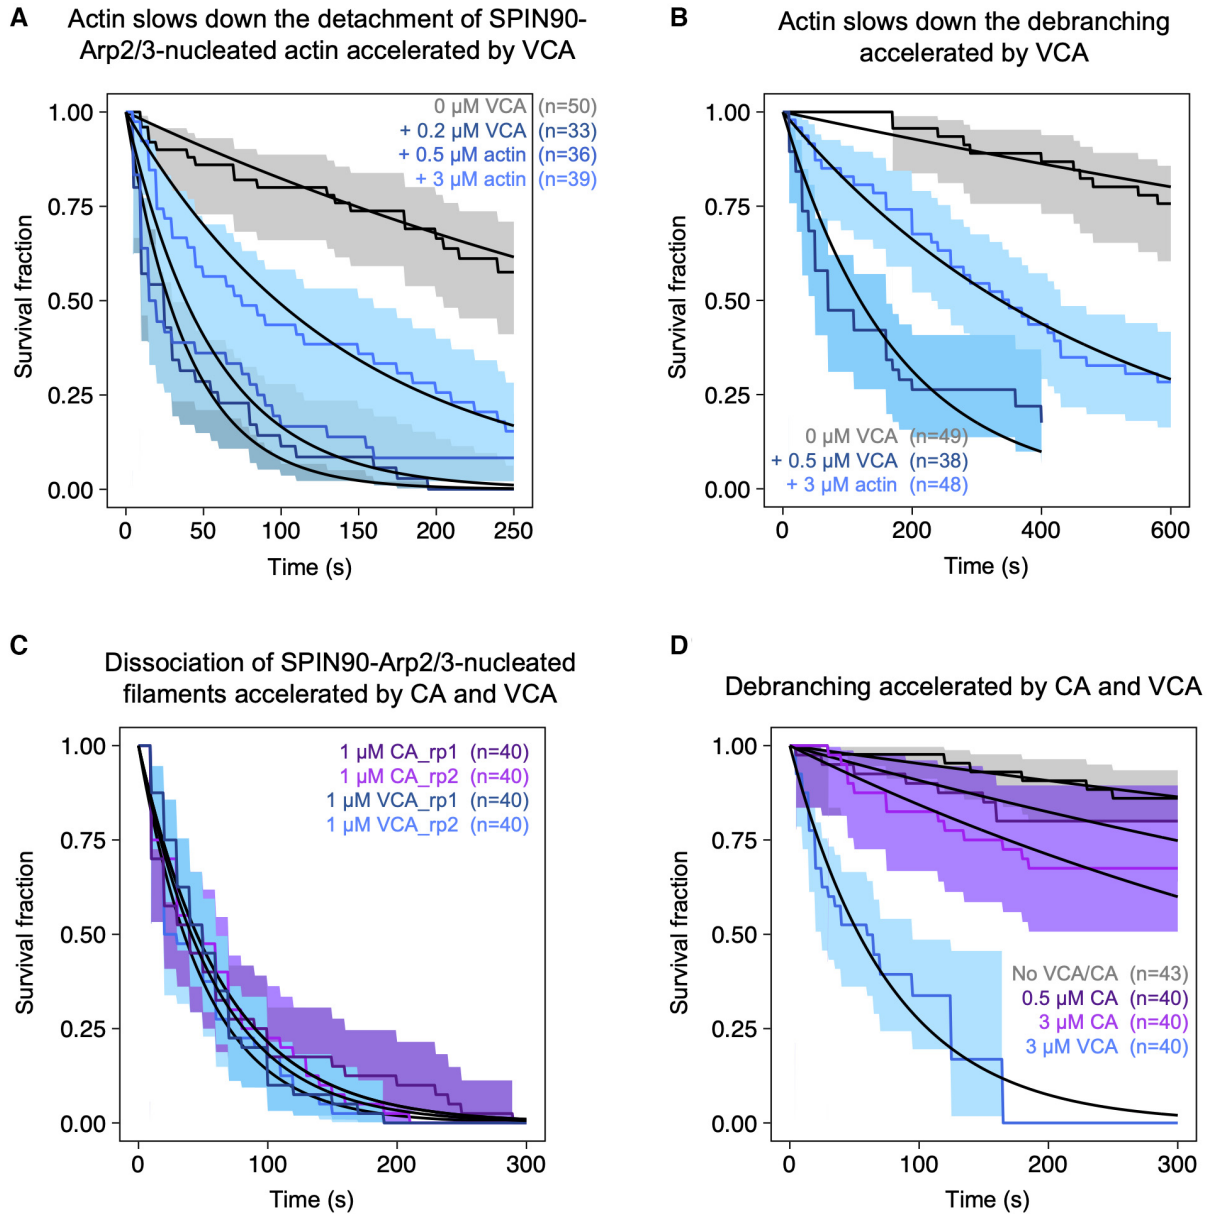 A
Actin slows down the detachment of SPIN90-
Arp2/3-nucleated actin accelerated by VCA
Survival fraction
1.00
0.75
0.50
0.25
0.00
0 µM VCA (n=50)
+ 0.2 µM VCA (n=33)
+ 0.5 µM actin (n=36)
+ 3 µM actin (n=39)
0 50 100 150 200 250
Time (s)
B
Actin slows down the debranching
accelerated by VCA
Survival fraction
1.00
0.75
0.50
0.25
0.00
0 µM VCA (n=49)
+ 0.5 µM VCA (n=38)
+ 3 µM actin (n=48)
0 200 400 600
Time (s)
C
Dissociation of SPIN90-Arp2/3-nucleated
filaments accelerated by CA and VCA
Survival fraction
1.00
0.75
0.50
0.25
0.00
1 µM CA_rp1 (n=40)
1 µM CA_rp2 (n=40)
1 µM VCA_rp1 (n=40)
1 µM VCA_rp2 (n=40)
0 100 200 300
Time (s)
D
Debranching accelerated by CA and VCA
Survival fraction
1.00
0.75
0.50
0.25
0.00
No VCA/CA (n=43)
0.5 µM CA (n=40)
3 µM CA (n=40)
3 µM VCA (n=40)
0 100 200 300
Time (s)